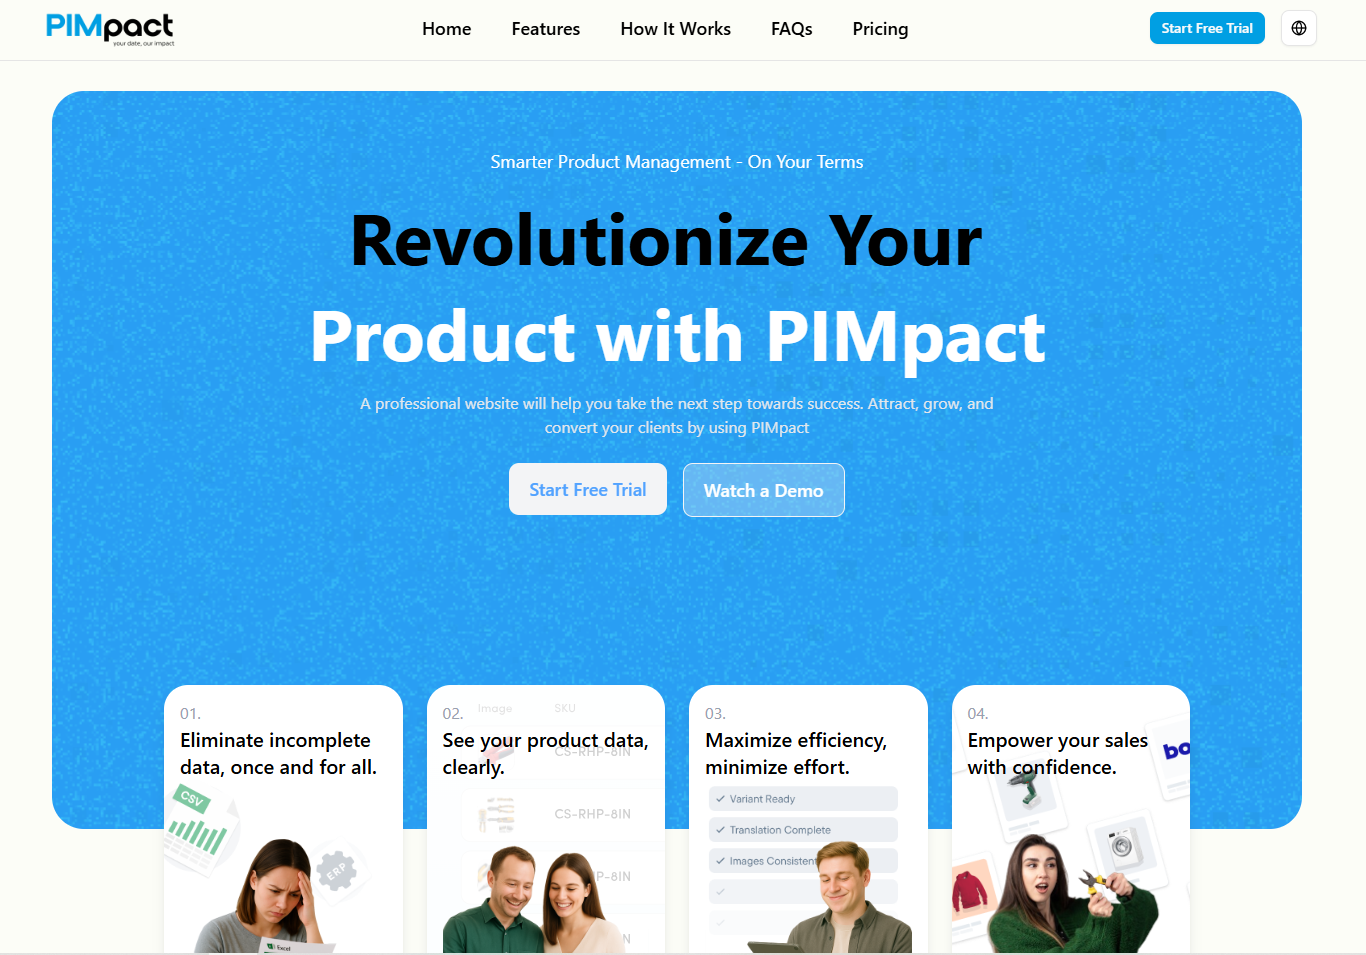 PIMpact
your date, our impact
Home
Features
How It Works
FAQs
Pricing
Start Free Trial
Smarter Product Management - On Your Terms
Revolutionize Your
Product with PIMpact
A professional website will help you take the next step towards success. Attract, grow, and
convert your clients by using PIMpact
Start Free Trial
Watch a Demo
01.
Eliminate incomplete
data, once and for all.
CSV
ERP
Excel
02.
Image
SKU
See your product data,
clearly.
CS-RHP-8IN
CS-RHP-8IN
P-8IN
N
03.
Maximize efficiency,
minimize effort.
Variant Ready
Translation Complete
Images Consistent
04.
Empower your sales
with confidence.
bo